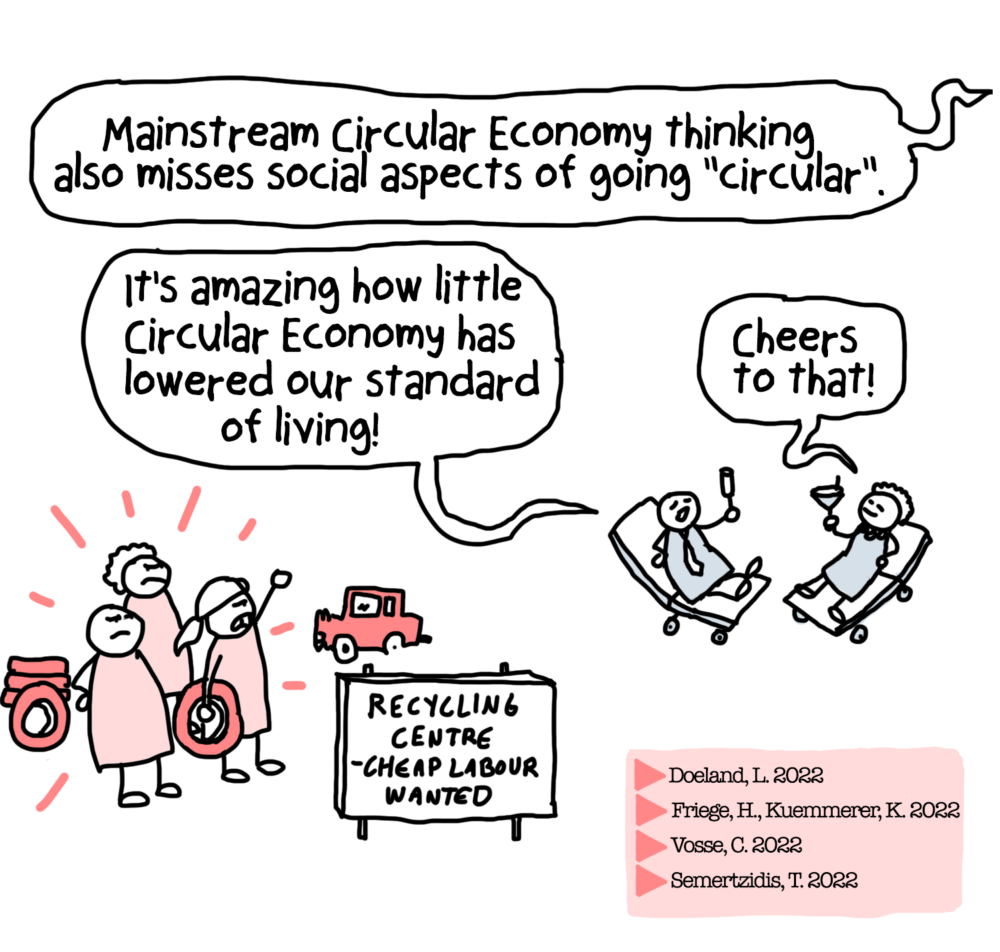 Mainstream Circular Economy thinking
also misses social aspects of going "circular".
It's amazing how little
Circular Economy has
lowered our standard
of living!
Cheers
to that!
RECYCLING
CENTRE
-CHEAP LABOUR
WANTED
Doeland, L. 2022
Friege, H., Kuemmerer, K. 2022
Vosse, C. 2022
Semertzidis, T. 2022